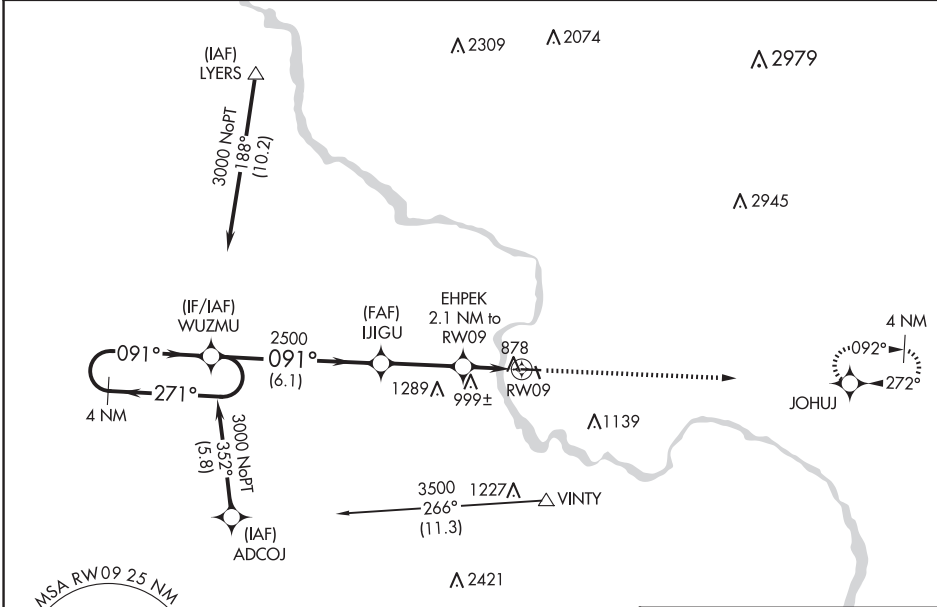 2309
2074
2979
(IAF)
LYERS
3000 NoPT
188°
(10.2)
2945
(IF/IAF)
WUZMU
091°
271°
4 NM
2500
091°
(6.1)
(FAF)
IJIGU
EHPEK
2.1 NM to
RW09
1289
999±
878
RW09
1139
4 NM
092°
272°
JOHUJ
3000 NoPT
352°
(5.8)
(IAF)
ADCOJ
3500
266°
(11.3)
1227
VINTY
2421
MSA RW09 25 NM